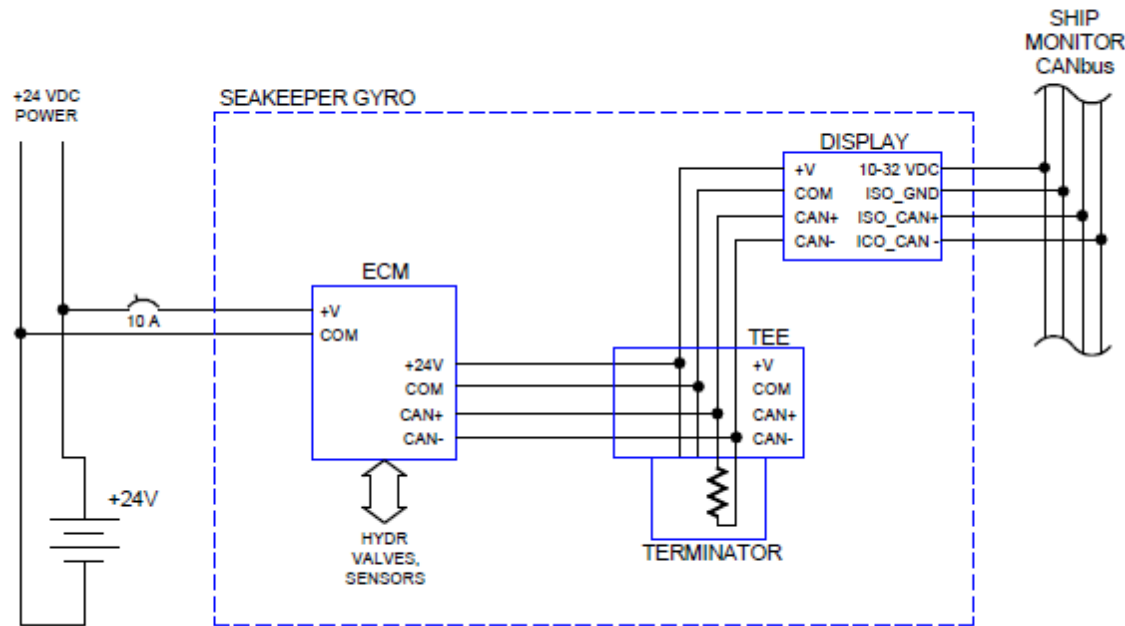 SHIP
MONITOR
CANbus
+24 VDC
POWER
SEAKEEPER GYRO
DISPLAY
+V 10-32 VDC
COM ISO_GND
CAN+ ISO_CAN+
CAN- ICO_CAN -
ECM
+V
10 A
COM
TEE
+24V +V
COM COM
CAN+ CAN+
CAN- CAN-
+24V
HYDR
VALVES,
SENSORS
TERMINATOR